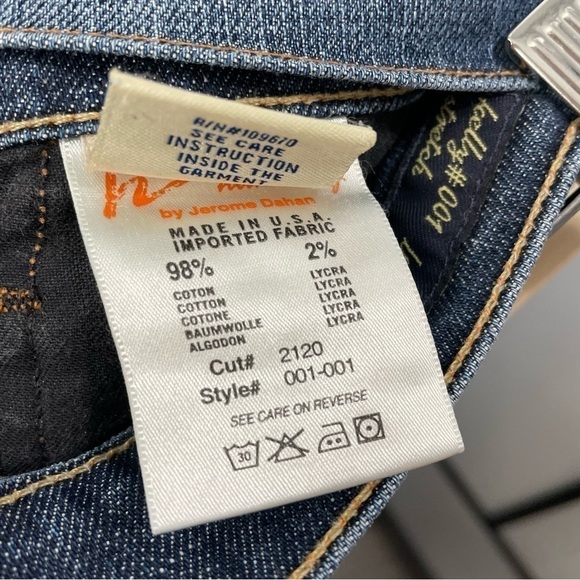 R/N#109670
SEE CARE
INSTRUCTION
INSIDE THE
GARMENT
by Jerome Dahan
MADE IN U.S.A.
IMPORTED FABRIC
98% 2%
COTON LYCRA
COTTON LYCRA
COTONE LYCRA
BAUMWOLLE LYCRA
ALGODON LYCRA
Cut# 2120
Style# 001-001
SEE CARE ON REVERSE
30
#001
stretch